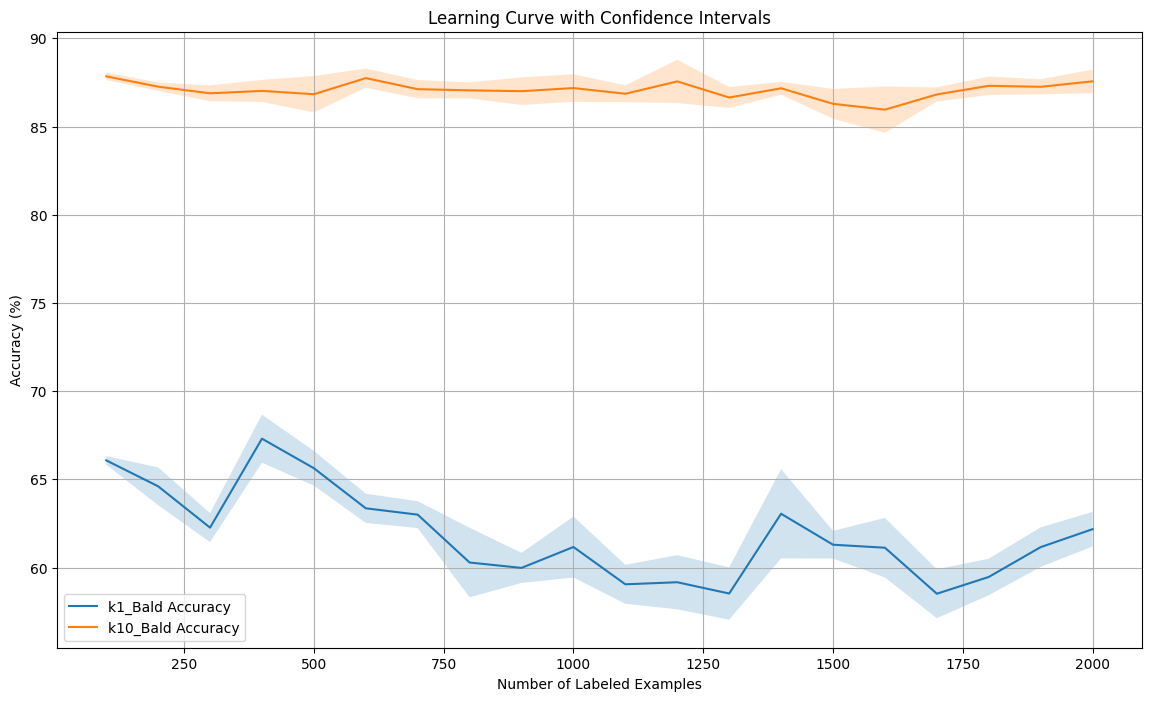 Learning Curve with Confidence Intervals
90
85
80
75
70
65
60
Accuracy (%)
k1_Bald Accuracy
k10_Bald Accuracy
250 500 750 1000 1250 1500 1750 2000
Number of Labeled Examples